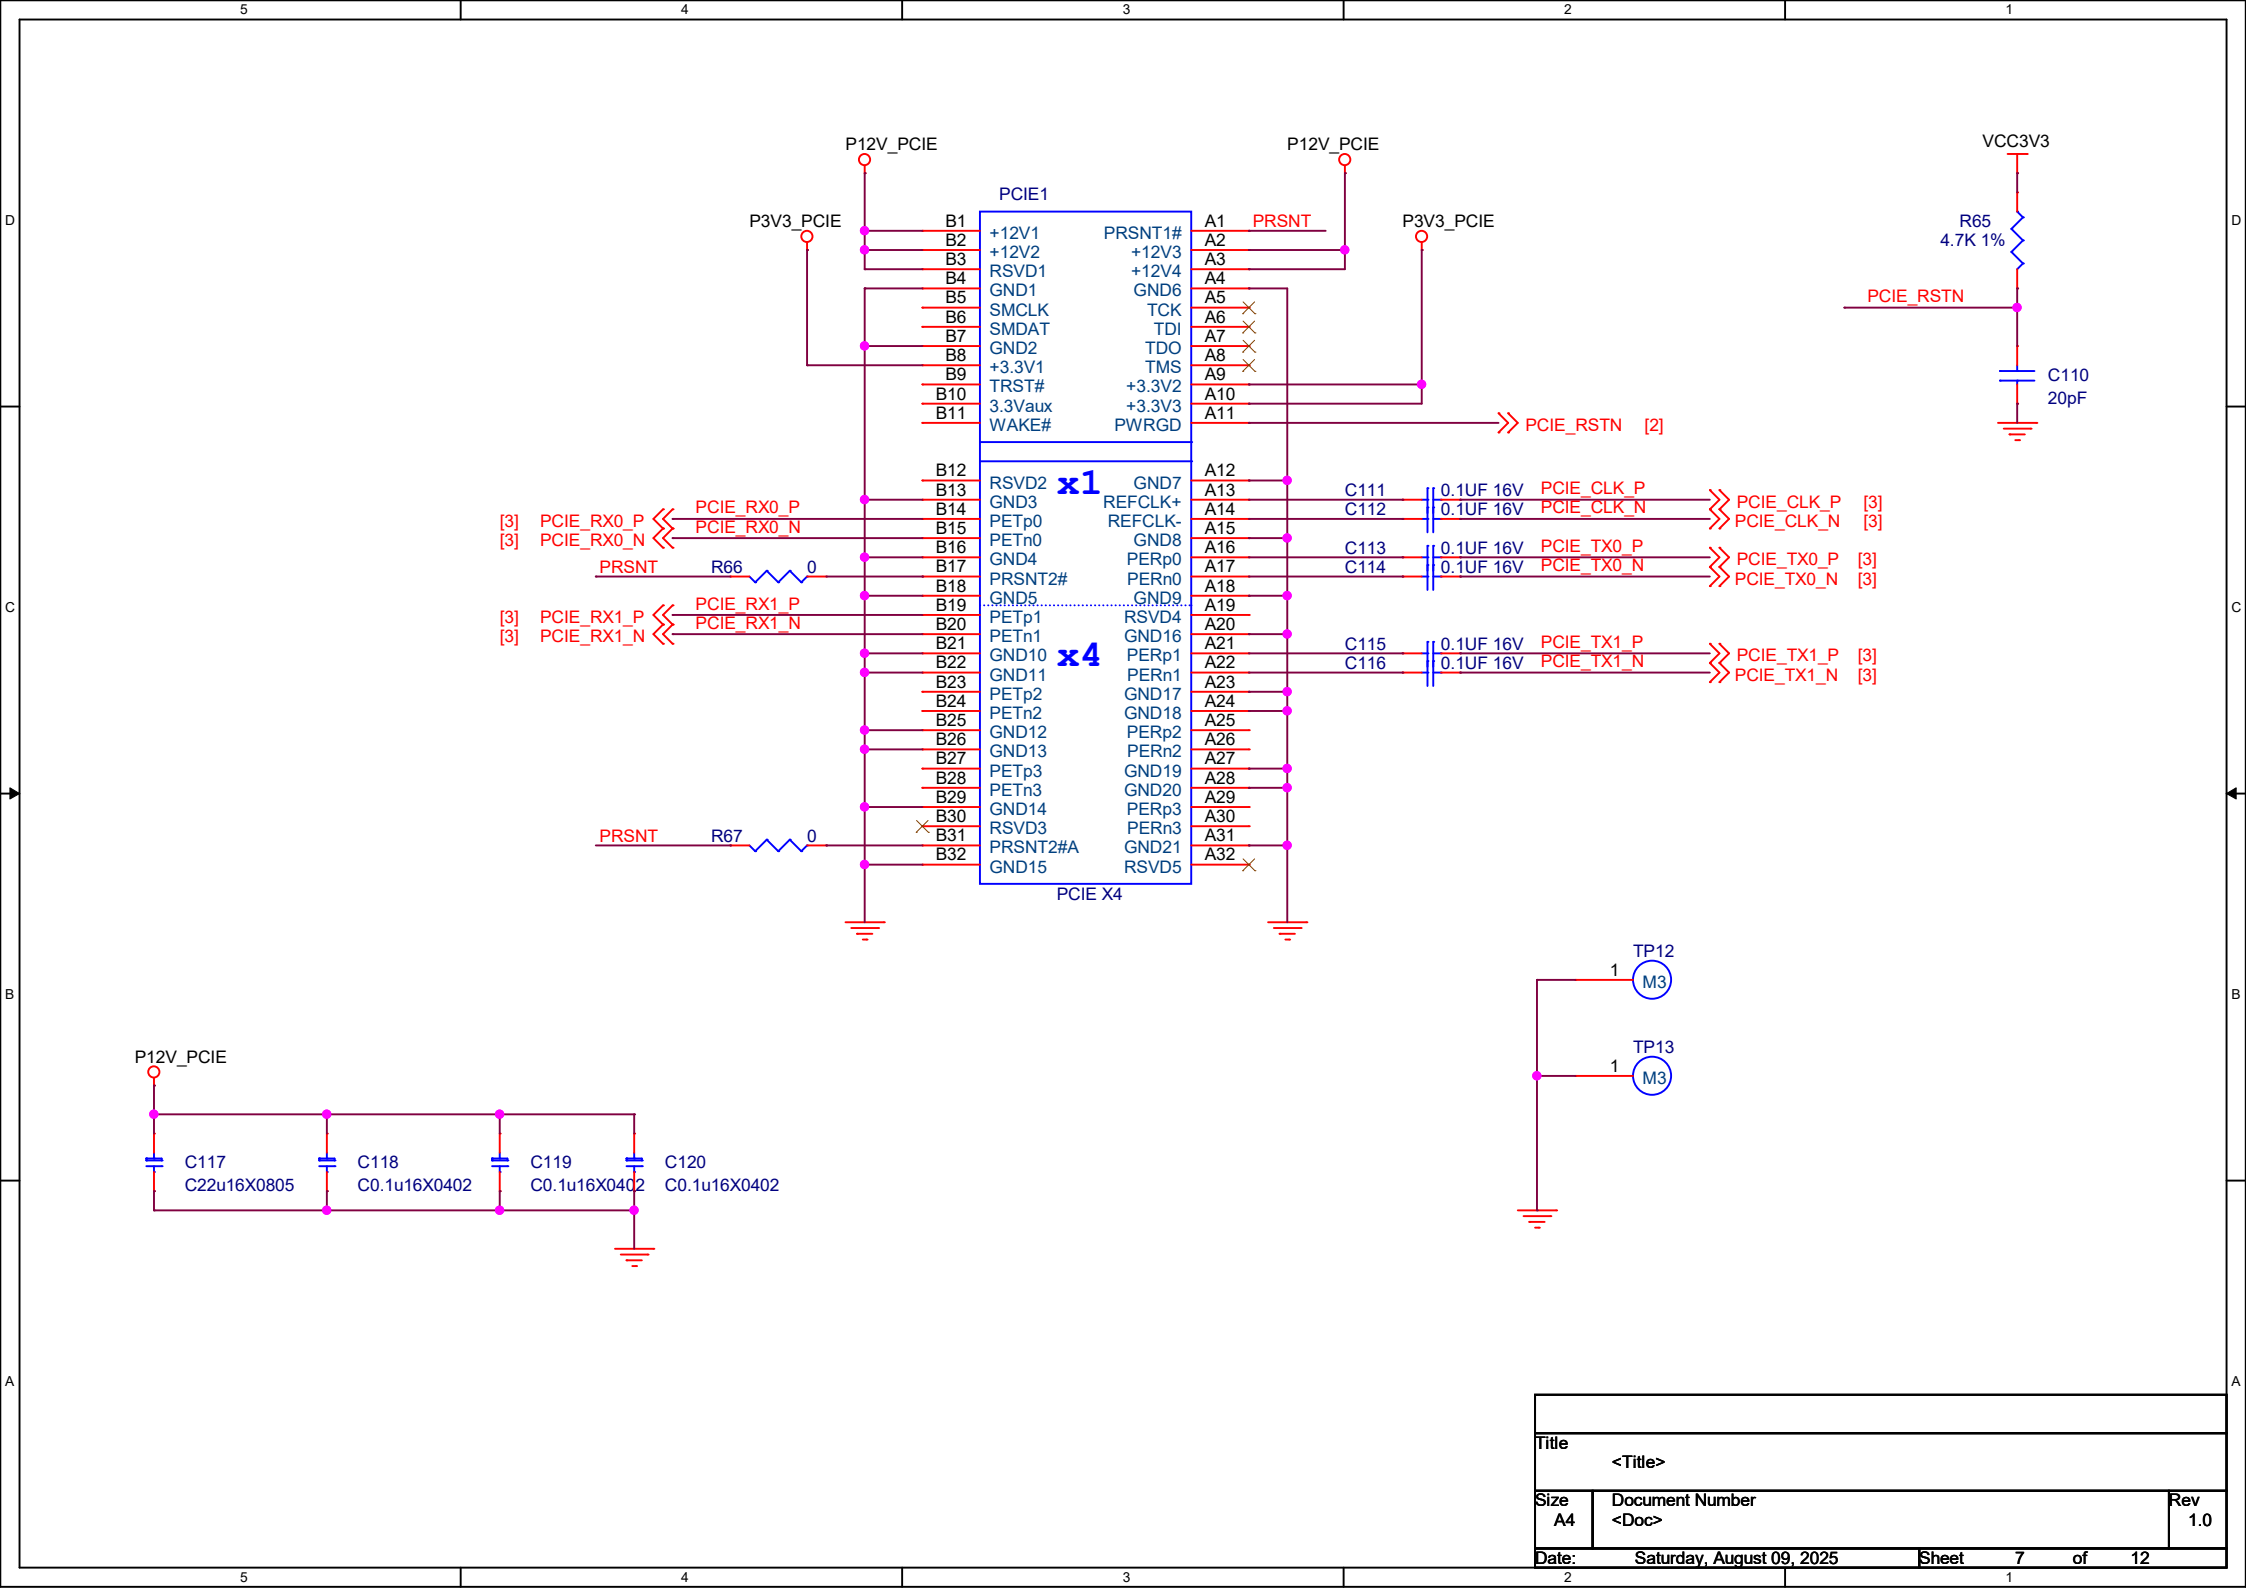 5 4 3 2 1
D D
C C
B B
A A
P12V_PCIE P12V_PCIE VCC3V3
PCIE1
P3V3_PCIE P3V3_PCIE
R65
4.7K 1%
PCIE_RSTN
C110
20pF
B1 +12V1 PRSNT1# A1 PRSNT
B2 +12V2 +12V3 A2
B3 RSVD1 +12V4 A3
B4 GND1 GND6 A4
B5 SMCLK TCK A5
B6 SMDAT TDI A6
B7 GND2 TDO A7
B8 +3.3V1 TMS A8
B9 TRST# +3.3V2 A9
B10 3.3Vaux +3.3V3 A10
B11 WAKE# PWRGD A11 PCIE_RSTN [2]
x1
B12 RSVD2 GND7 A12
B13 GND3 REFCLK+ A13 C111 0.1UF 16V PCIE_CLK_P PCIE_CLK_P [3]
[3] PCIE_RX0_P PCIE_RX0_P B14 PETp0 REFCLK- A14 C112 0.1UF 16V PCIE_CLK_N PCIE_CLK_N [3]
[3] PCIE_RX0_N PCIE_RX0_N B15 PETn0 GND8 A15
B16 GND4 PERp0 A16 C113 0.1UF 16V PCIE_TX0_P PCIE_TX0_P [3]
PRSNT R66 0 B17 PRSNT2# PERn0 A17 C114 0.1UF 16V PCIE_TX0_N PCIE_TX0_N [3]
B18 GND5 GND9 A18
[3] PCIE_RX1_P PCIE_RX1_P B19 PETp1 RSVD4 A19
[3] PCIE_RX1_N PCIE_RX1_N B20 PETn1 GND16 A20
x4
B21 GND10 PERp1 A21 C115 0.1UF 16V PCIE_TX1_P PCIE_TX1_P [3]
B22 GND11 PERn1 A22 C116 0.1UF 16V PCIE_TX1_N PCIE_TX1_N [3]
B23 PETp2 GND17 A23
B24 PETn2 GND18 A24
B25 GND12 PERp2 A25
B26 GND13 PERn2 A26
B27 PETp3 GND19 A27
B28 PETn3 GND20 A28
B29 GND14 PERp3 A29
B30 RSVD3 PERn3 A30
PRSNT R67 0 B31 PRSNT2#A GND21 A31
B32 GND15 RSVD5 A32
PCIE X4
TP12
1 M3
TP13
1 M3
P12V_PCIE
C117 C118 C119 C120
C22u16X0805 C0.1u16X0402 C0.1u16X0402 C0.1u16X0402
Title
<Title>
Size Document Number Rev
A4 <Doc> 1.0
Date: Saturday, August 09, 2025 Sheet 7 of 12
5 4 3 2 1